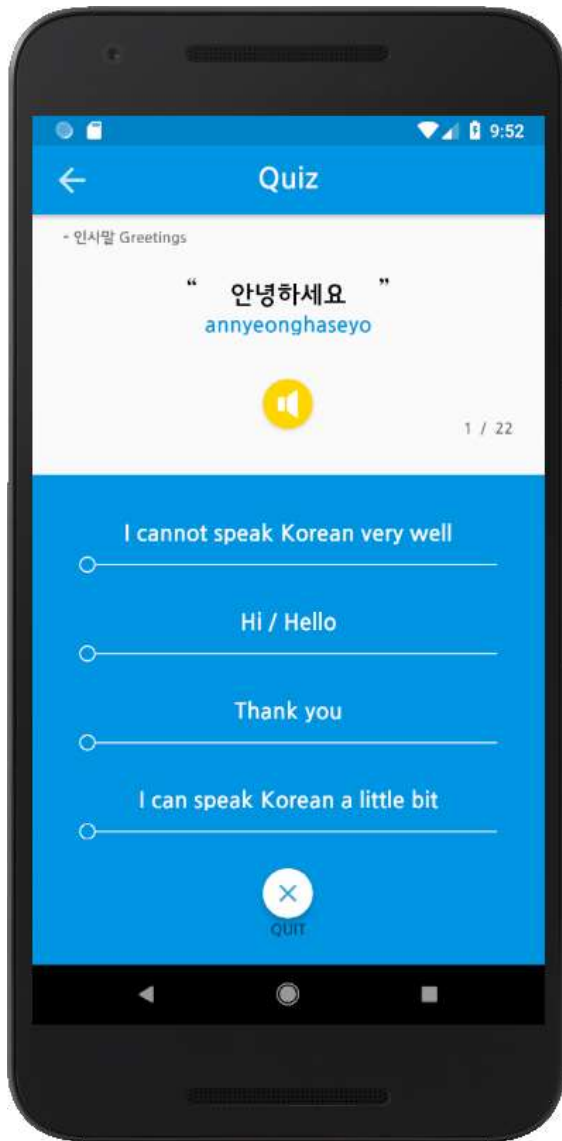 9:52
Quiz
- 인사말 Greetings
“ 안녕하세요 ”
annyeonghaseyo
1 / 22
I cannot speak Korean very well
Hi / Hello
Thank you
I can speak Korean a little bit
QUIT